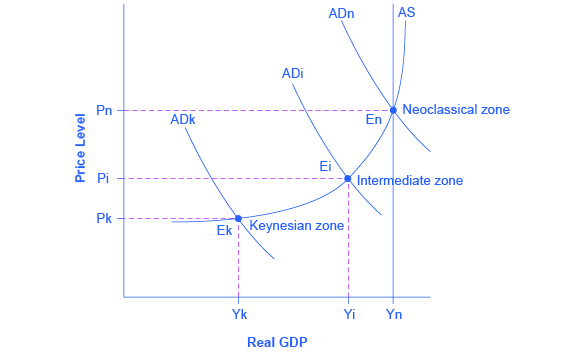 ADn
AS
ADi
Pn
Neoclassical zone
ADk
En
Price Level
Ei
Pi
Intermediate zone
Pk
Ek
Keynesian zone
Yk
Yi
Yn
Real GDP